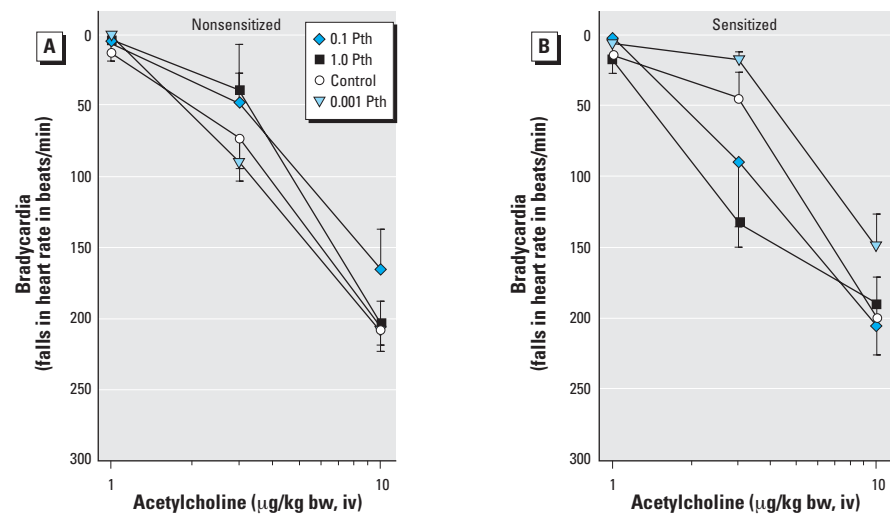 A
Nonsensitized
0.1 Pth
1.0 Pth
Control
0.001 Pth
Bradycardia
(falls in heart rate in beats/min)
0
50
100
150
200
250
300
1
10
Acetylcholine (μg/kg bw, iv)
B
Sensitized
Bradycardia
(falls in heart rate in beats/min)
0
50
100
150
200
250
300
1
10
Acetylcholine (μg/kg bw, iv)